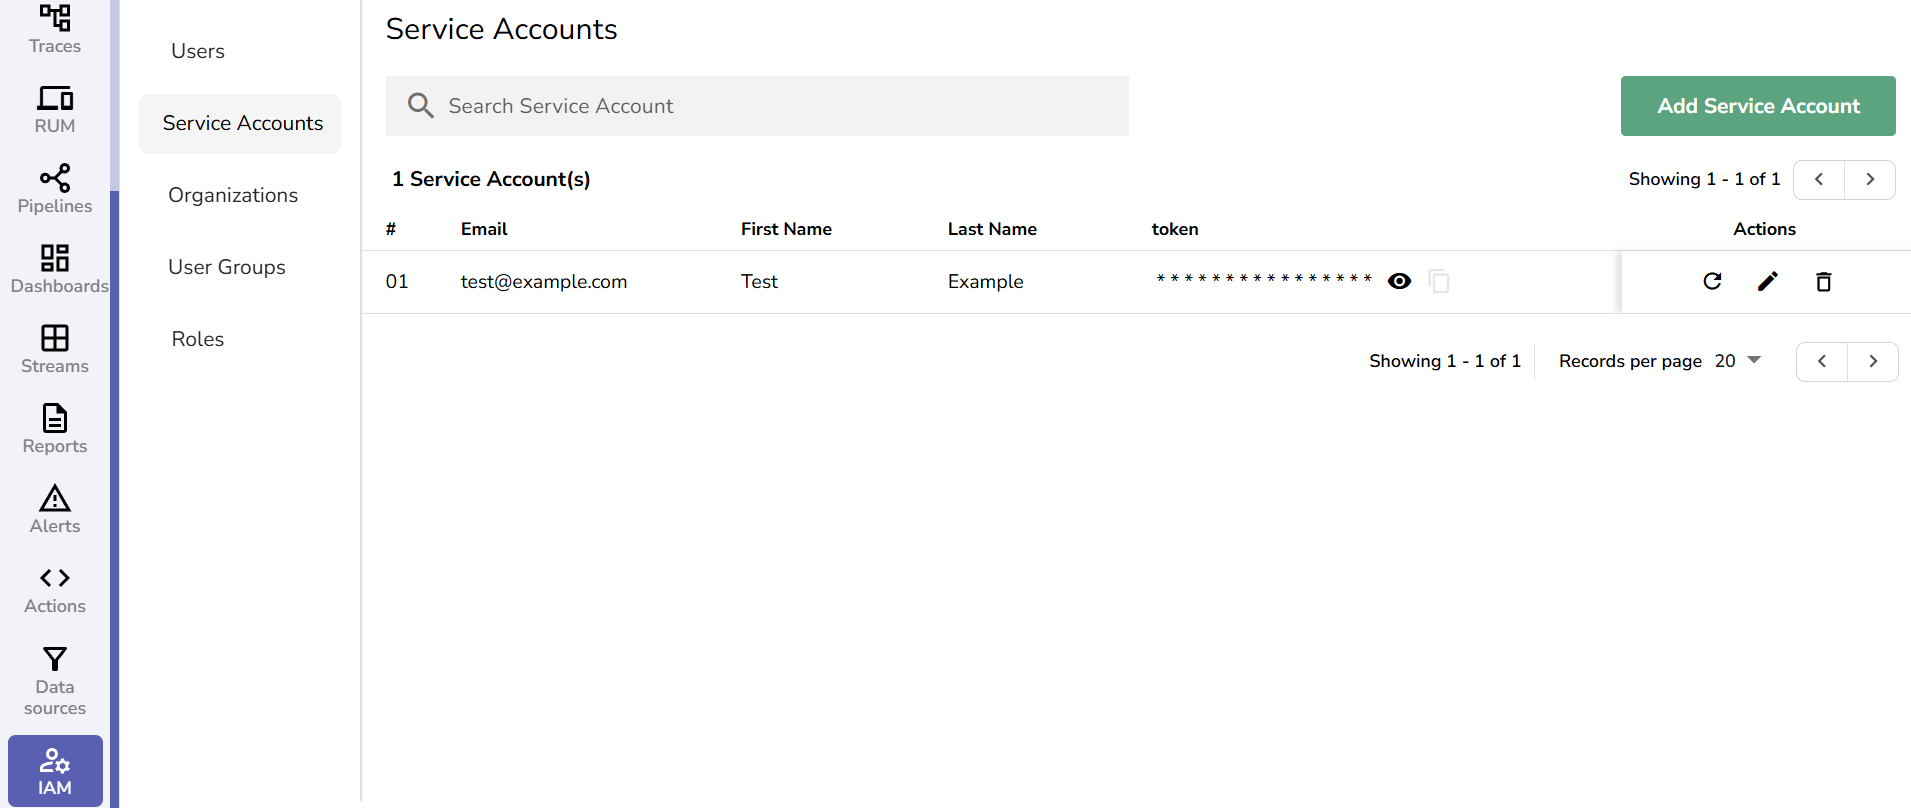 Traces
RUM
Pipelines
Dashboards
Streams
Reports
Alerts
Actions
Data
sources
IAM
Users
Service Accounts
Organizations
User Groups
Roles
Service Accounts
Search Service Account
Add Service Account
1 Service Account(s)
Showing 1 - 1 of 1
# Email First Name Last Name token Actions
01 test@example.com Test Example * * * * * * * * * * * * * * * *
Showing 1 - 1 of 1 Records per page 20